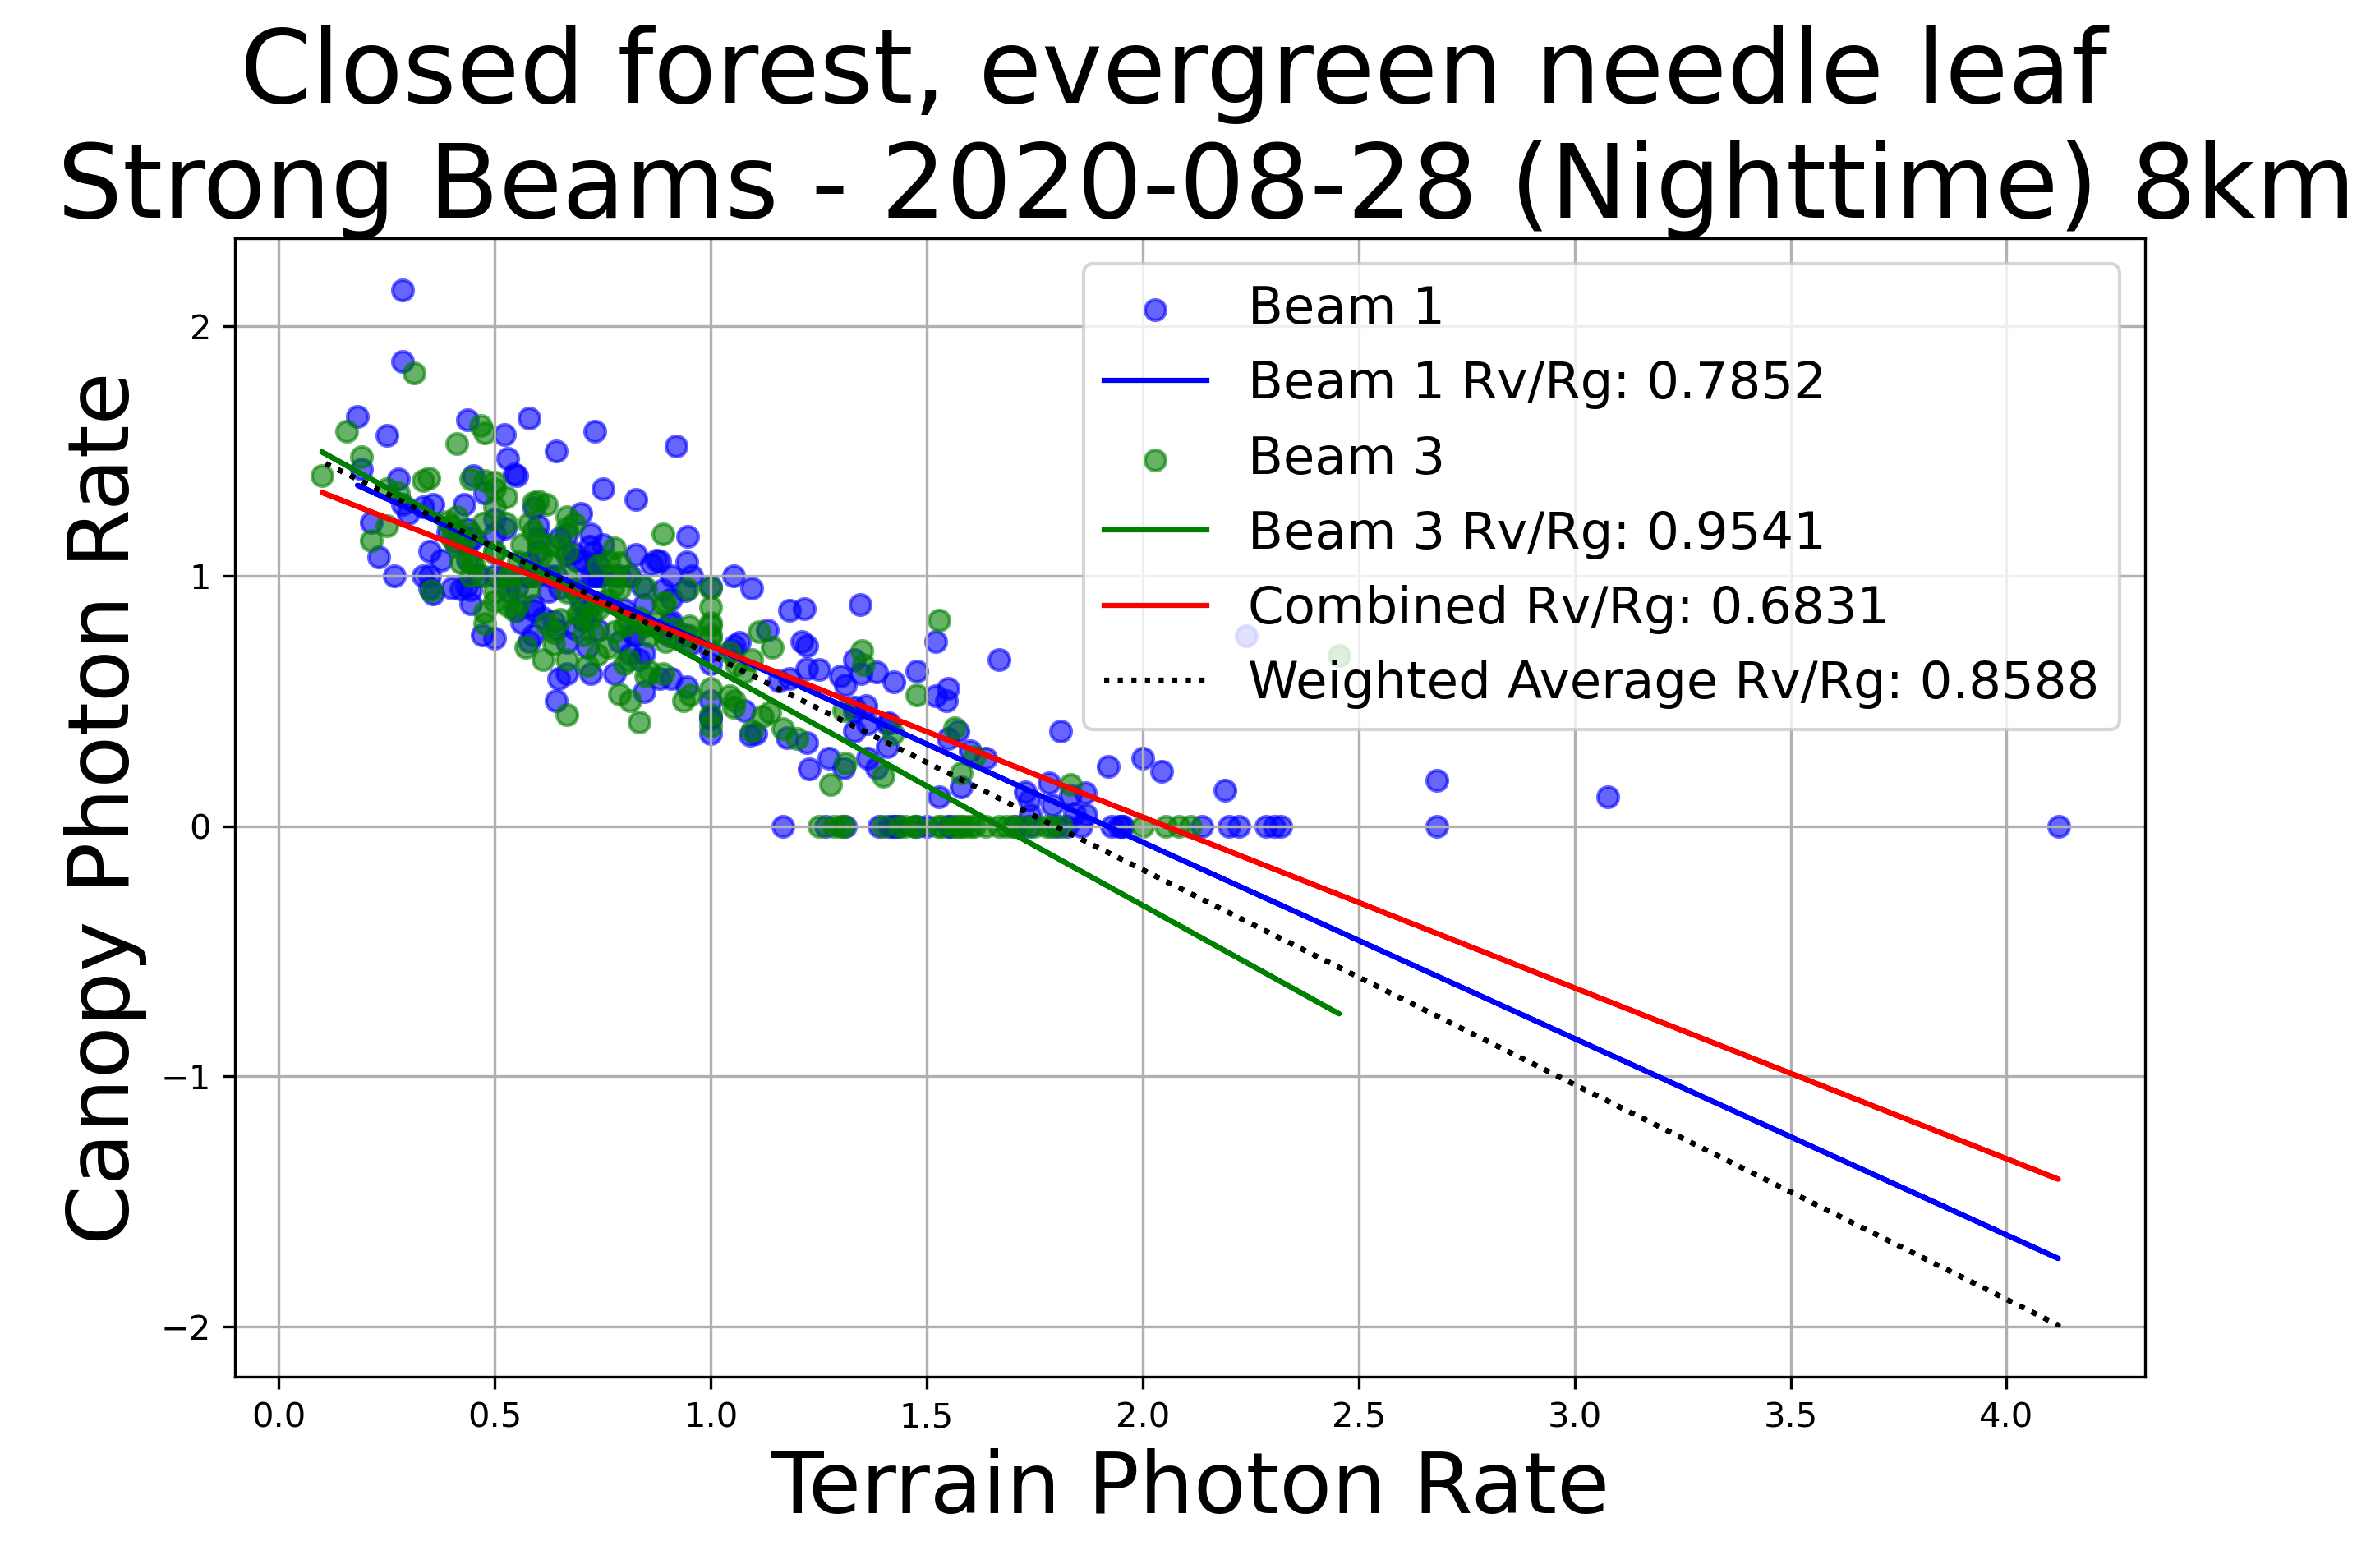 Closed forest, evergreen needle leaf
Strong Beams - 2020-08-28 (Nighttime) 8km
Canopy Photon Rate
2
1
0
−1
−2
Beam 1
Beam 1 Rv/Rg: 0.7852
Beam 3
Beam 3 Rv/Rg: 0.9541
Combined Rv/Rg: 0.6831
Weighted Average Rv/Rg: 0.8588
0.0 0.5 1.0 1.5 2.0 2.5 3.0 3.5 4.0
Terrain Photon Rate